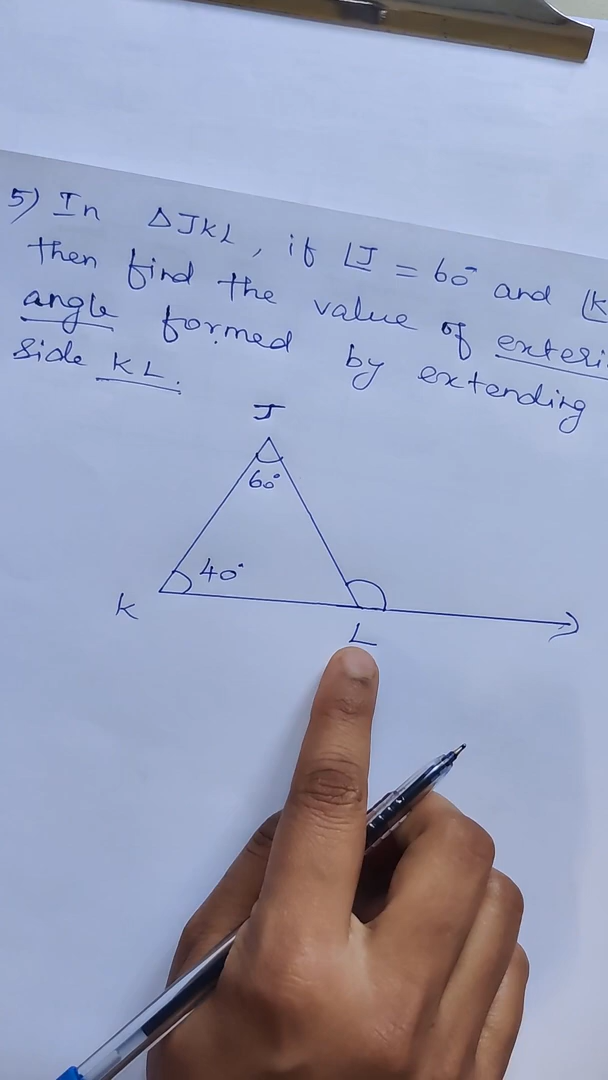 5) In ΔJKL, if ∠J = 60° and ∠K
then find the value of
angle formed by extending
side KL.
J
60°
40°
K
L